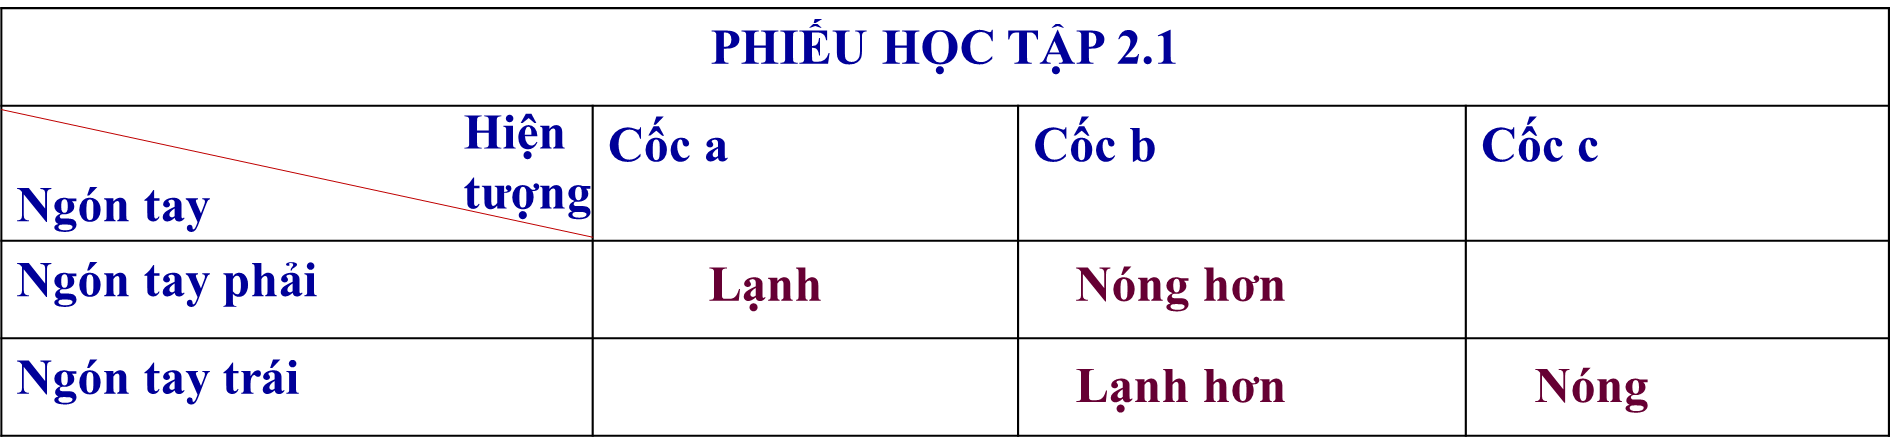 PHIẾU HỌC TẬP 2.1
Hiện
tượng
Ngón tay
Cốc a
Cốc b
Cốc c
Ngón tay phải
Lạnh
Nóng hơn
Ngón tay trái
Lạnh hơn
Nóng